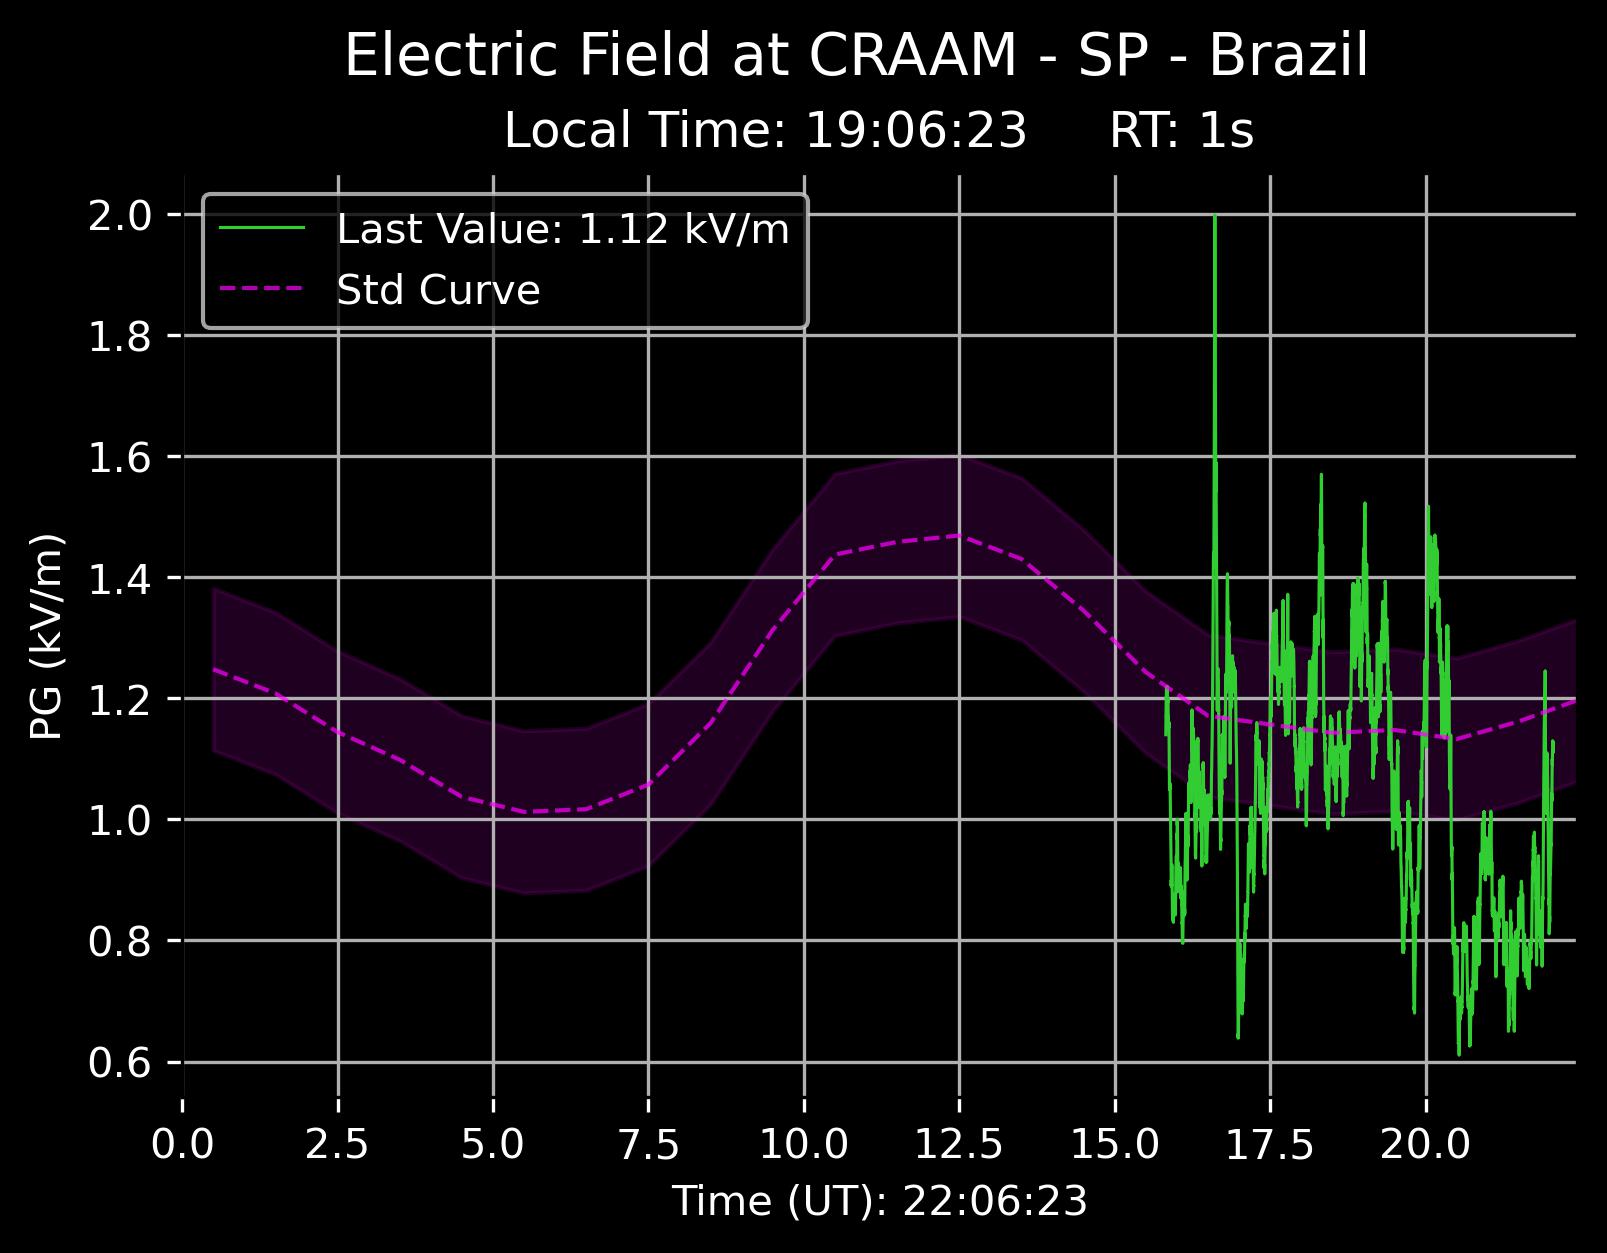 Electric Field at CRAAM - SP - Brazil
Local Time: 19:06:23 RT: 1s
Last Value: 1.12 kV/m
Std Curve
PG (kV/m)
2.0
1.8
1.6
1.4
1.2
1.0
0.8
0.6
0.0 2.5 5.0 7.5 10.0 12.5 15.0 17.5 20.0
Time (UT): 22:06:23